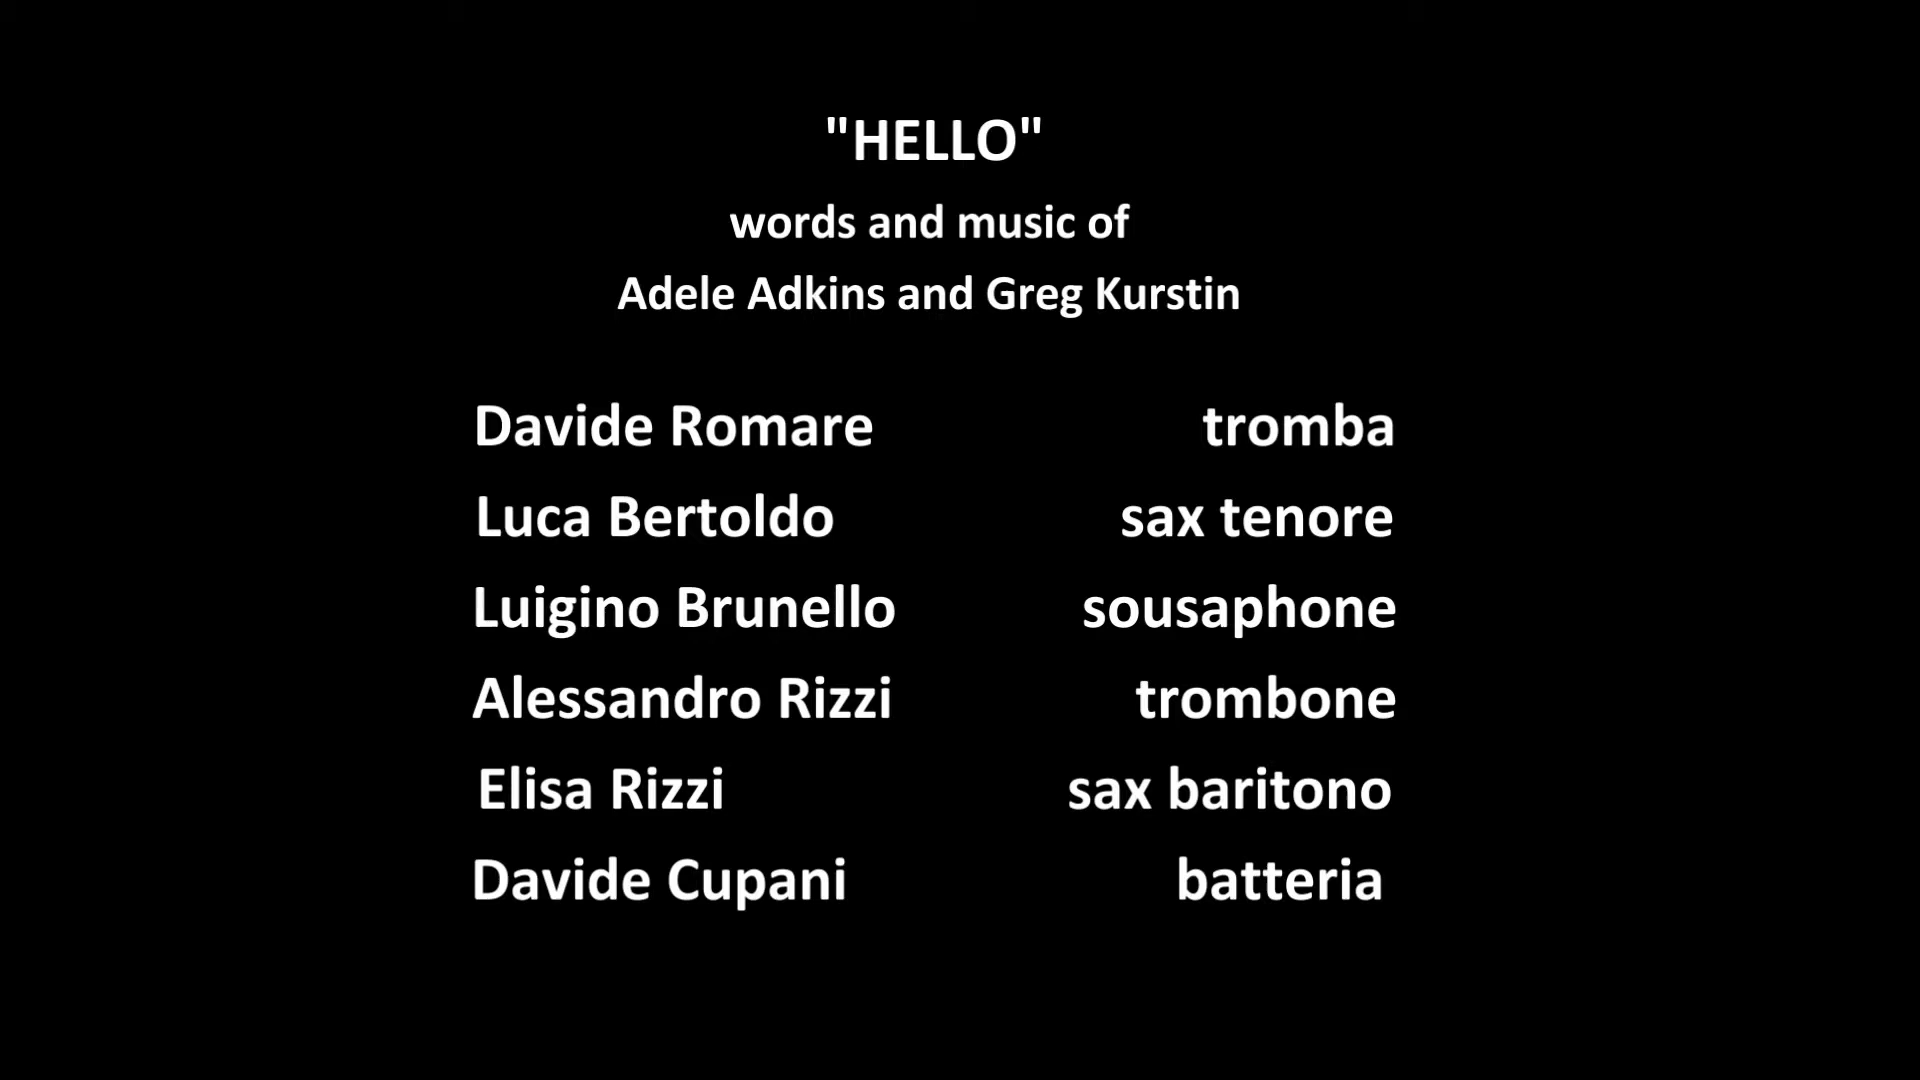 "HELLO"
words and music of
Adele Adkins and Greg Kurstin
Davide Romare tromba
Luca Bertoldo sax tenore
Luigino Brunello sousaphone
Alessandro Rizzi trombone
Elisa Rizzi sax baritono
Davide Cupani batteria